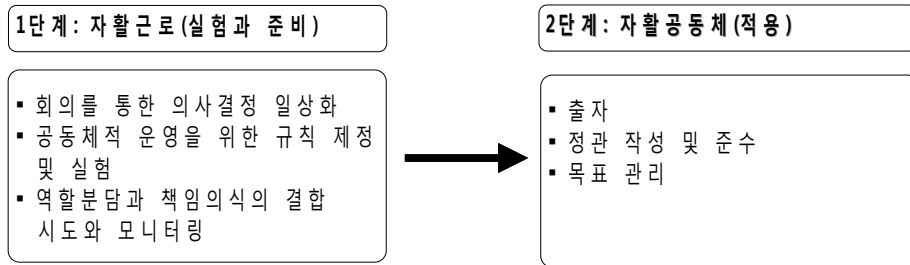 1단계: 자활근로(실험과 준비)
▪ 회의를 통한 의사결정 일상화
▪ 공동체적 운영을 위한 규칙 제정
및 실험
▪ 역할분담과 책임의식의 결합
시도와 모니터링
2단계: 자활공동체(적용)
▪ 출자
▪ 정관 작성 및 준수
▪ 목표 관리